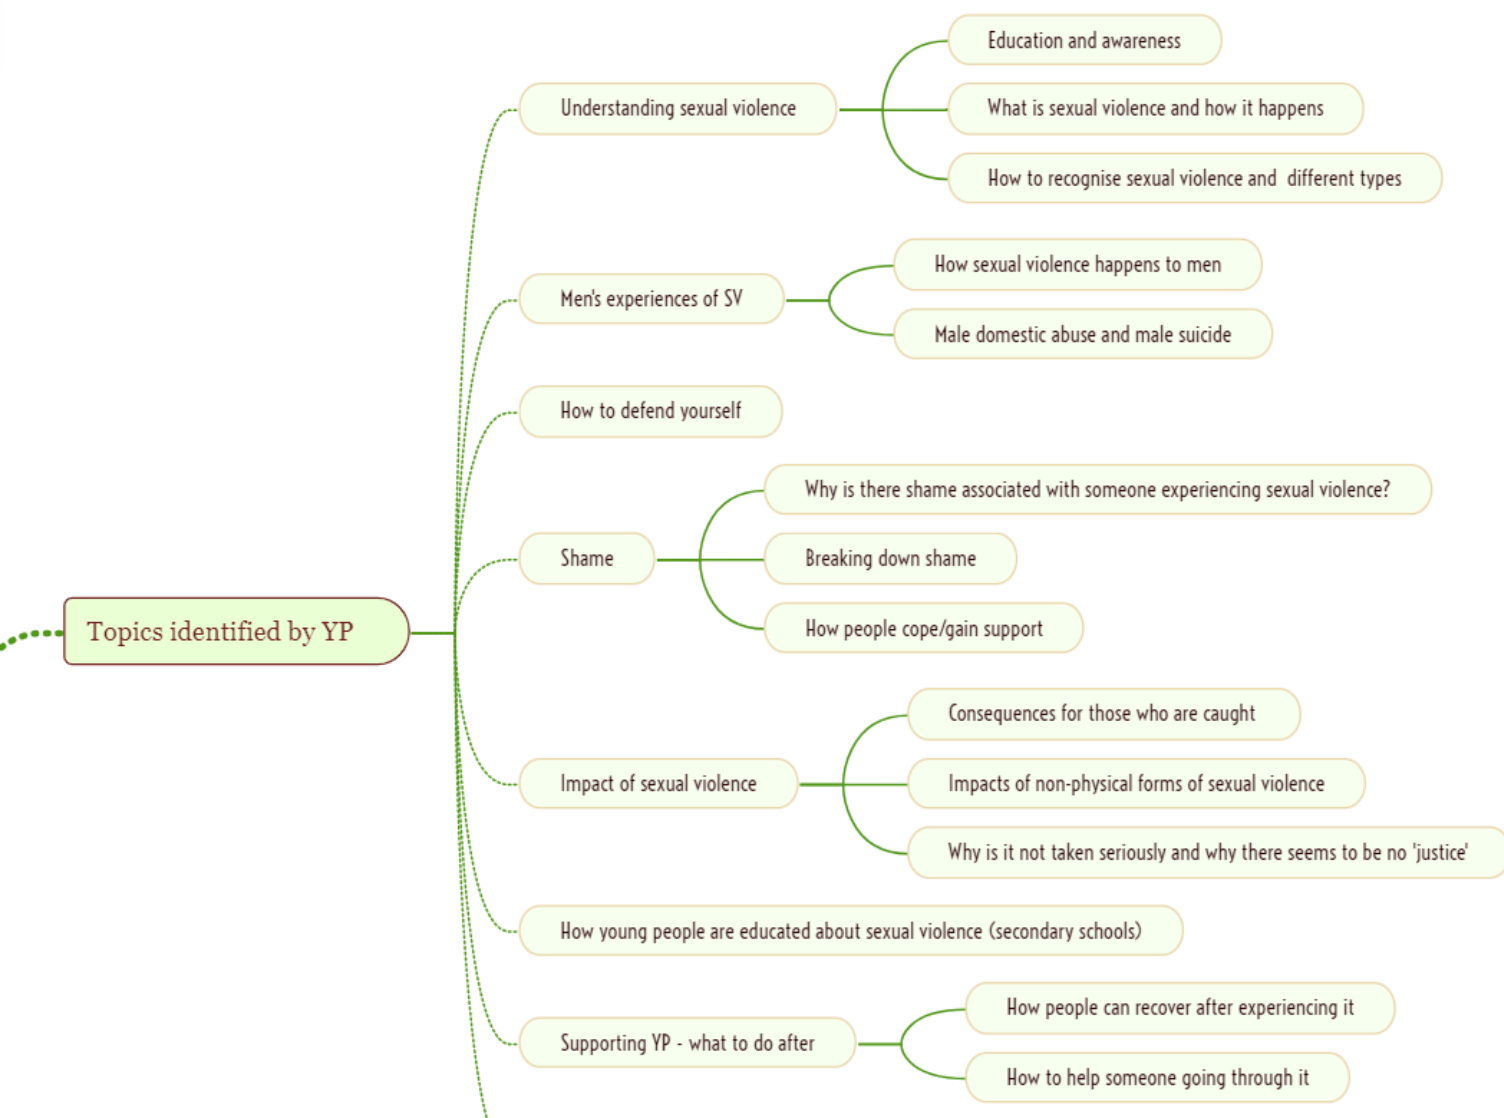 Education and awareness
Understanding sexual violence
What is sexual violence and how it happens
How to recognise sexual violence and  different types
How sexual violence happens to men
Men's experiences of SV
Male domestic abuse and male suicide
How to defend yourself
Why is there shame associated with someone experiencing sexual violence?
Shame
Breaking down shame
How people cope/gain support
Topics identified by YP
Consequences for those who are caught
Impact of sexual violence
Impacts of non-physical forms of sexual violence
Why is it not taken seriously and why there seems to be no 'justice'
How young people are educated about sexual violence (secondary schools)
How people can recover after experiencing it
Supporting YP - what to do after
How to help someone going through it